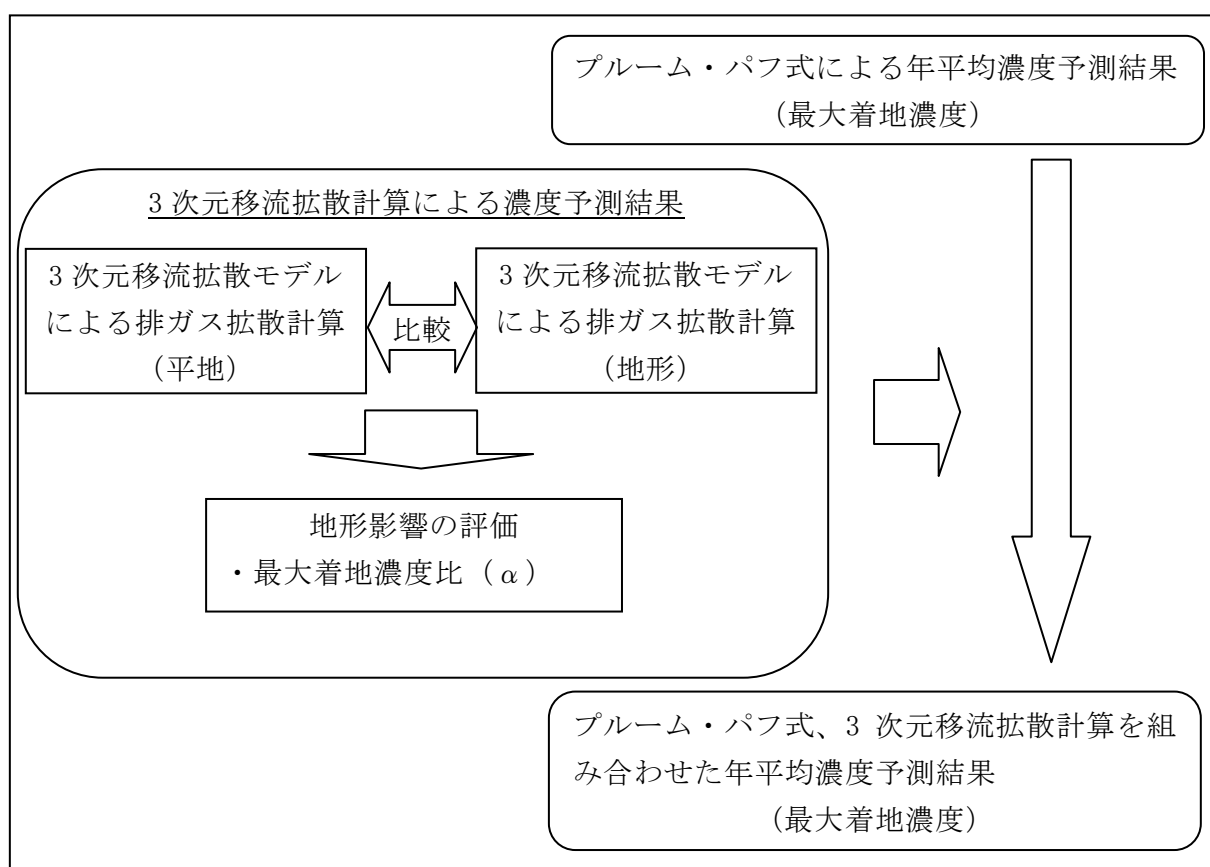 プルーム・パフ式による年平均濃度予測結果
（最大着地濃度）
3次元移流拡散計算による濃度予測結果
3次元移流拡散モデル
による排ガス拡散計算
（平地）
比較
3次元移流拡散モデル
による排ガス拡散計算
（地形）
地形影響の評価
・最大着地濃度比（α）
プルーム・パフ式、3 次元移流拡散計算を組
み合わせた年平均濃度予測結果
（最大着地濃度）